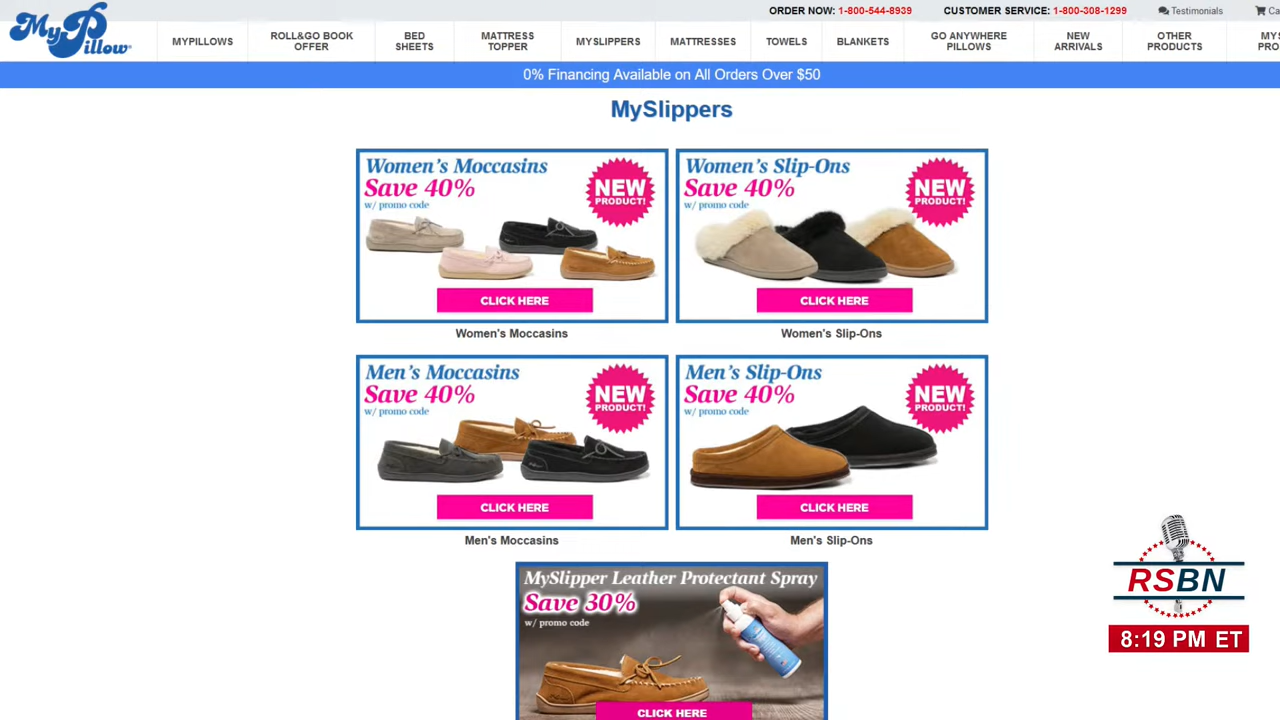 ORDER NOW: 1-800-544-8939 CUSTOMER SERVICE: 1-800-308-1299 Testimonials Ca
MyPillow®
MYPILLOWS
ROLL&GO BOOK
OFFER
BED
SHEETS
MATTRESS
TOPPER
MYSLIPPERS
MATTRESSES
TOWELS
BLANKETS
GO ANYWHERE
PILLOWS
NEW
ARRIVALS
OTHER
PRODUCTS
MYS
PRO
0% Financing Available on All Orders Over $50
MySlippers
Women's Moccasins
Save 40%
w/ promo code
NEW
PRODUCT!
CLICK HERE
Women's Moccasins
Women's Slip-Ons
Save 40%
w/ promo code
NEW
PRODUCT!
CLICK HERE
Women's Slip-Ons
Men's Moccasins
Save 40%
w/ promo code
NEW
PRODUCT!
CLICK HERE
Men's Moccasins
Men's Slip-Ons
Save 40%
w/ promo code
NEW
PRODUCT!
CLICK HERE
Men's Slip-Ons
MySlipper Leather Protectant Spray
Save 30%
w/ promo code
CLICK HERE
RSBN
8:19 PM ET